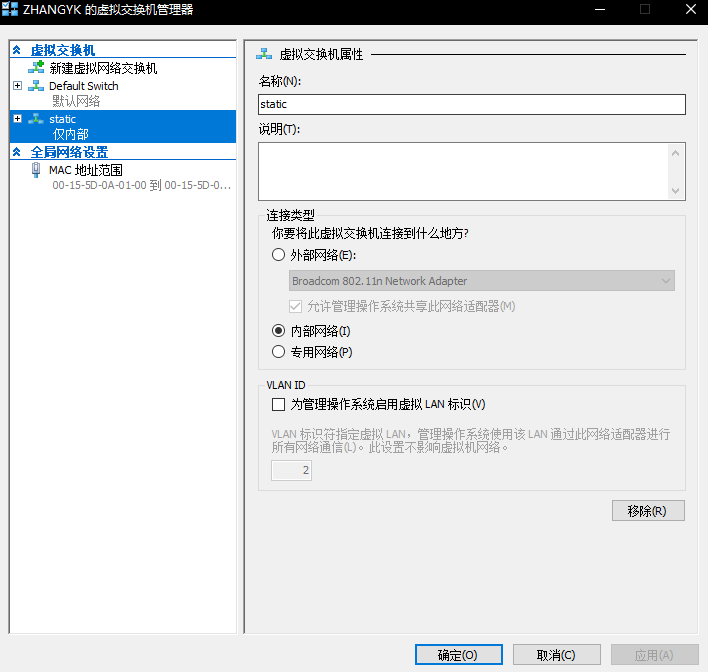 ZHANGYK 的虚拟交换机管理器
虚拟交换机
新建虚拟网络交换机
Default Switch
默认网络
static
仅内部
全局网络设置
MAC 地址范围
00-15-5D-0A-01-00 到 00-15-5D-0...
虚拟交换机属性
名称(N):
static
说明(T):
连接类型
你要将此虚拟交换机连接到什么地方?
外部网络(E):
Broadcom 802.11n Network Adapter
允许管理操作系统共享此网络适配器(M)
内部网络(I)
专用网络(P)
VLAN ID
为管理操作系统启用虚拟 LAN 标识(V)
VLAN 标识符指定虚拟 LAN，管理操作系统使用该 LAN 通过此网络适配器进行
所有网络通信(L)。此设置不影响虚拟机网络。
2
移除(R)
确定(O)
取消(C)
应用(A)